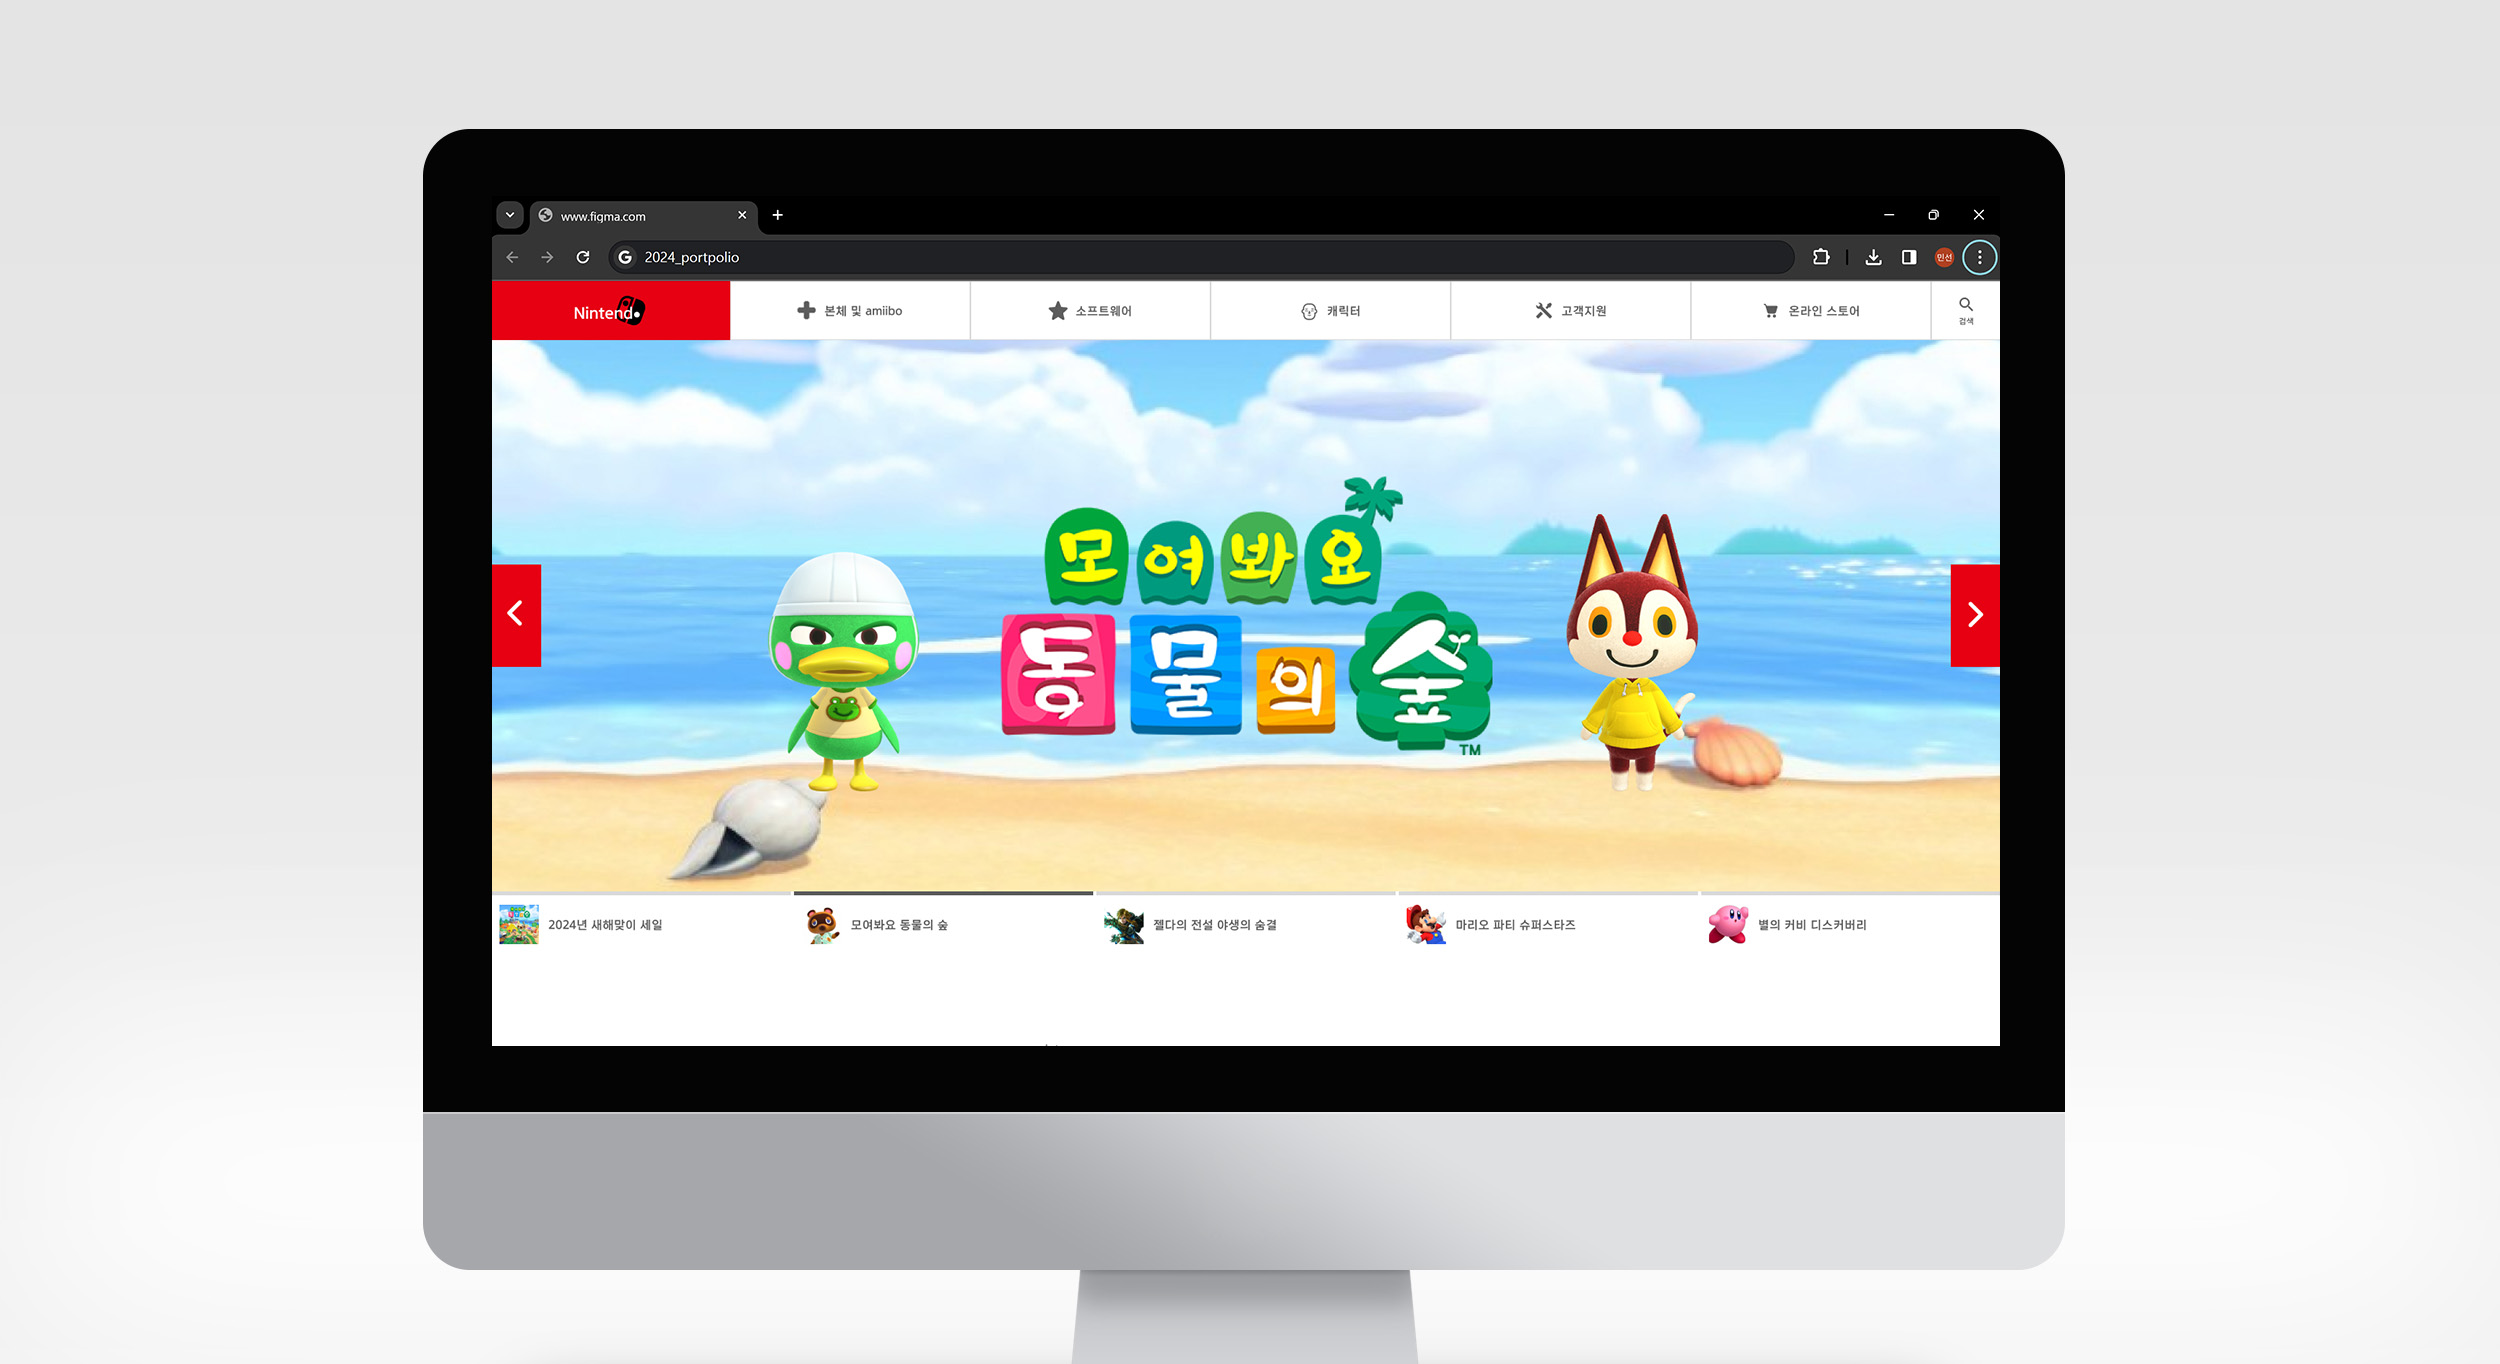 www.figma.com
2024_portpolio
민선
Nintendo
본체 및 amiibo
소프트웨어
캐릭터
고객지원
온라인 스토어
검색
모여봐요
동물의 숲
TM
2024년 새해맞이 세일
모여봐요 동물의 숲
젤다의 전설 야생의 숨결
마리오 파티 슈퍼스타즈
별의 커비 디스커버리